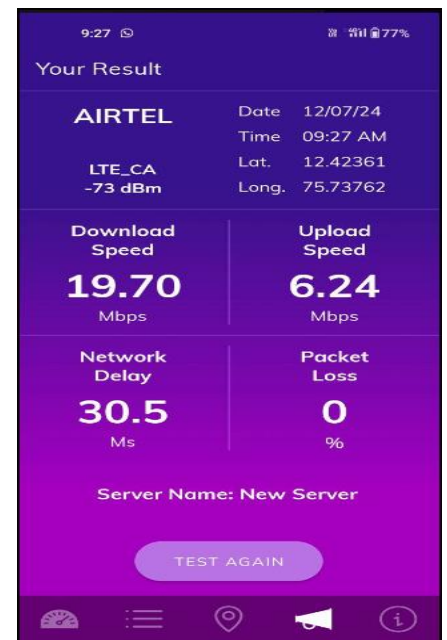 9:27 77%
Your Result
AIRTEL
LTE_CA
-73 dBm
Date 12/07/24
Time 09:27 AM
Lat. 12.42361
Long. 75.73762
Download
Speed
19.70
Mbps
Upload
Speed
6.24
Mbps
Network
Delay
30.5
Ms
Packet
Loss
0
%
Server Name: New Server
TEST AGAIN